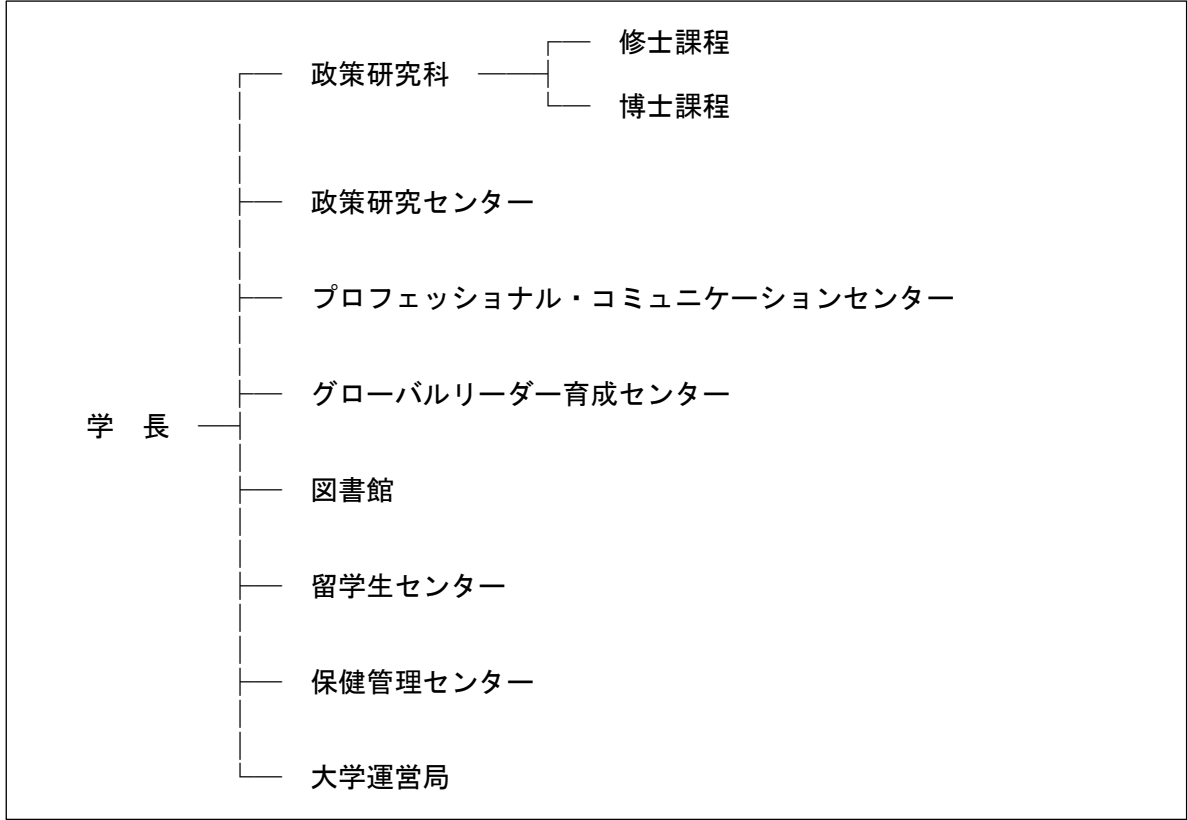 修士課程
政策研究科
博士課程
政策研究センター
プロフェッショナル・コミュニケーションセンター
グローバルリーダー育成センター
学　長
図書館
留学生センター
保健管理センター
大学運営局